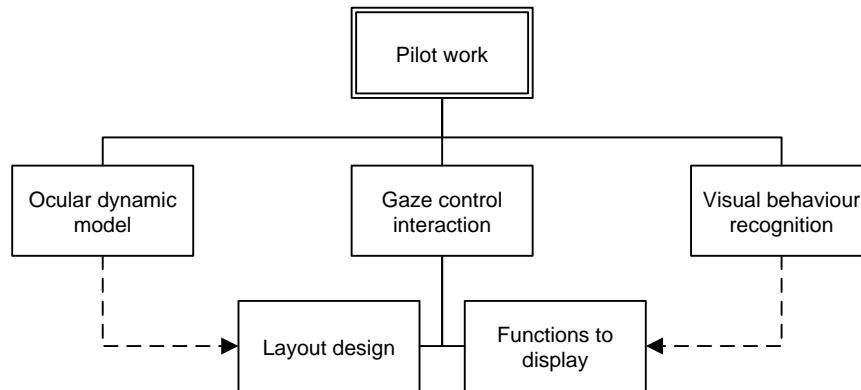 Pilot work
Ocular dynamic
model
Gaze control
interaction
Visual behaviour
recognition
Layout design
Functions to
display